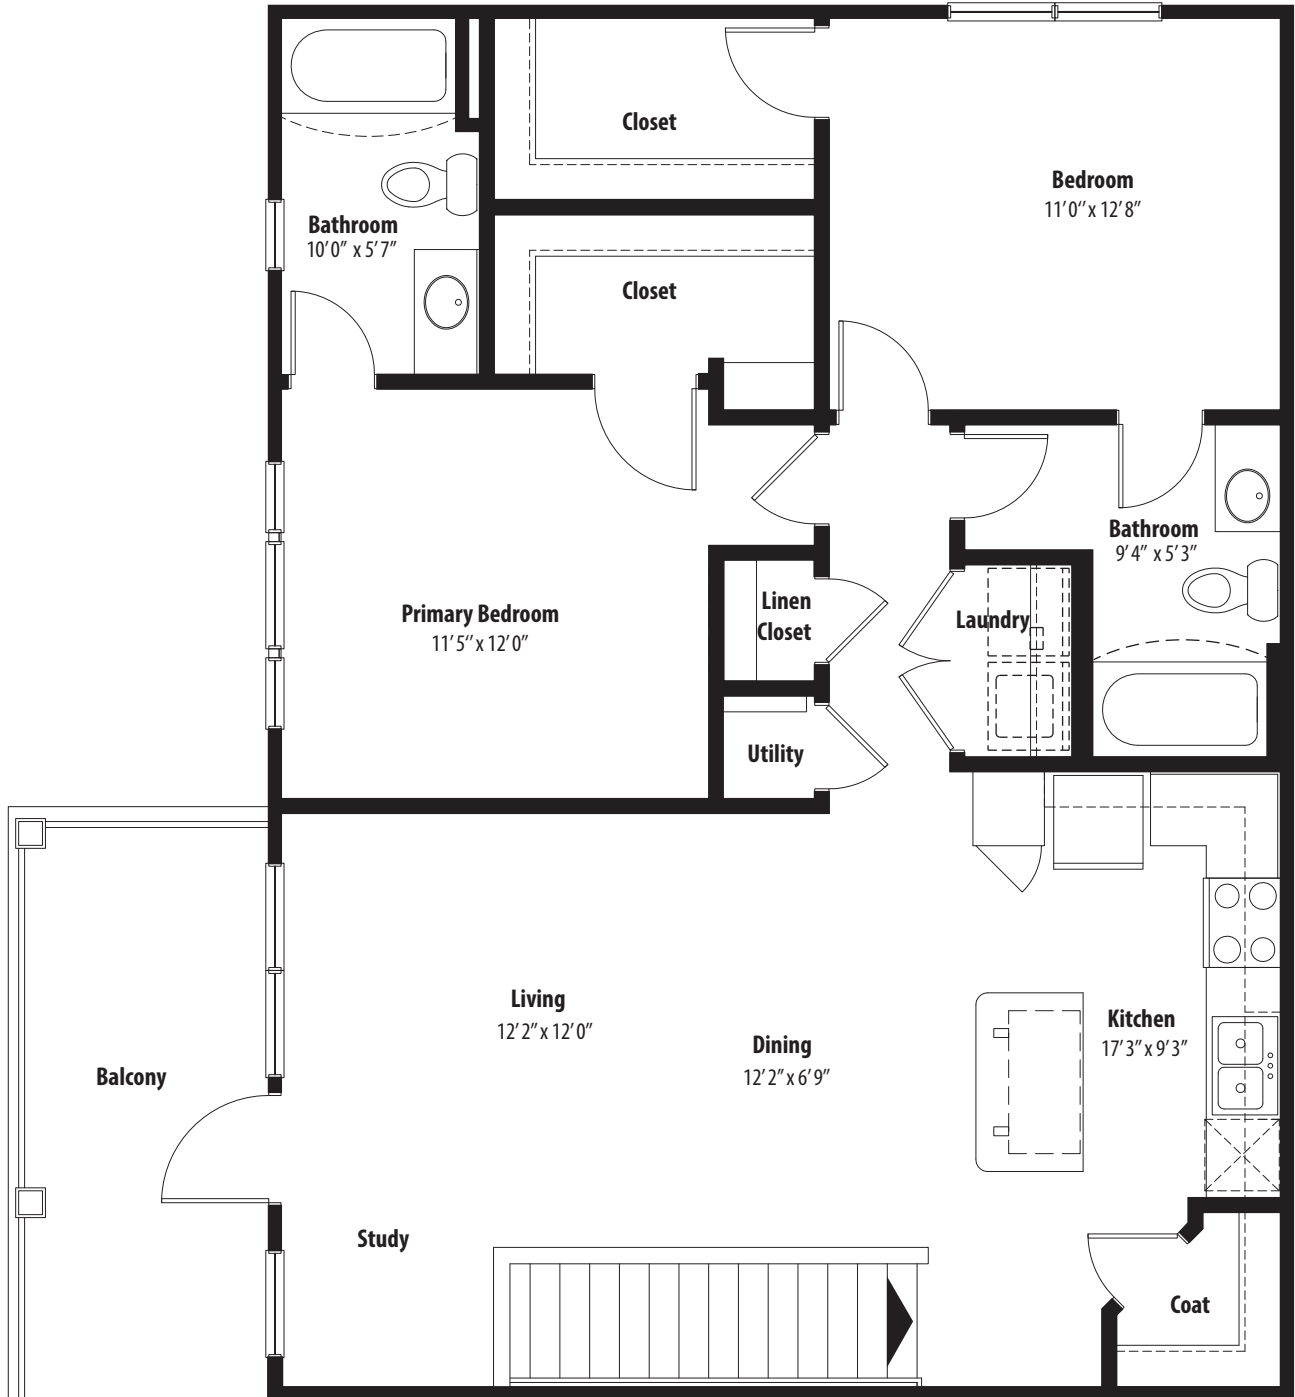 Closet
Bedroom
11'0" x 12'8"
Bathroom
10'0" x 5'7"
Closet
Bathroom
9'4" x 5'3"
Primary Bedroom
11'5" x 12'0"
Linen
Closet
Laundry
Utility
Living
12'2" x 12'0"
Dining
12'2" x 6'9"
Kitchen
17'3" x 9'3"
Balcony
Study
Coat